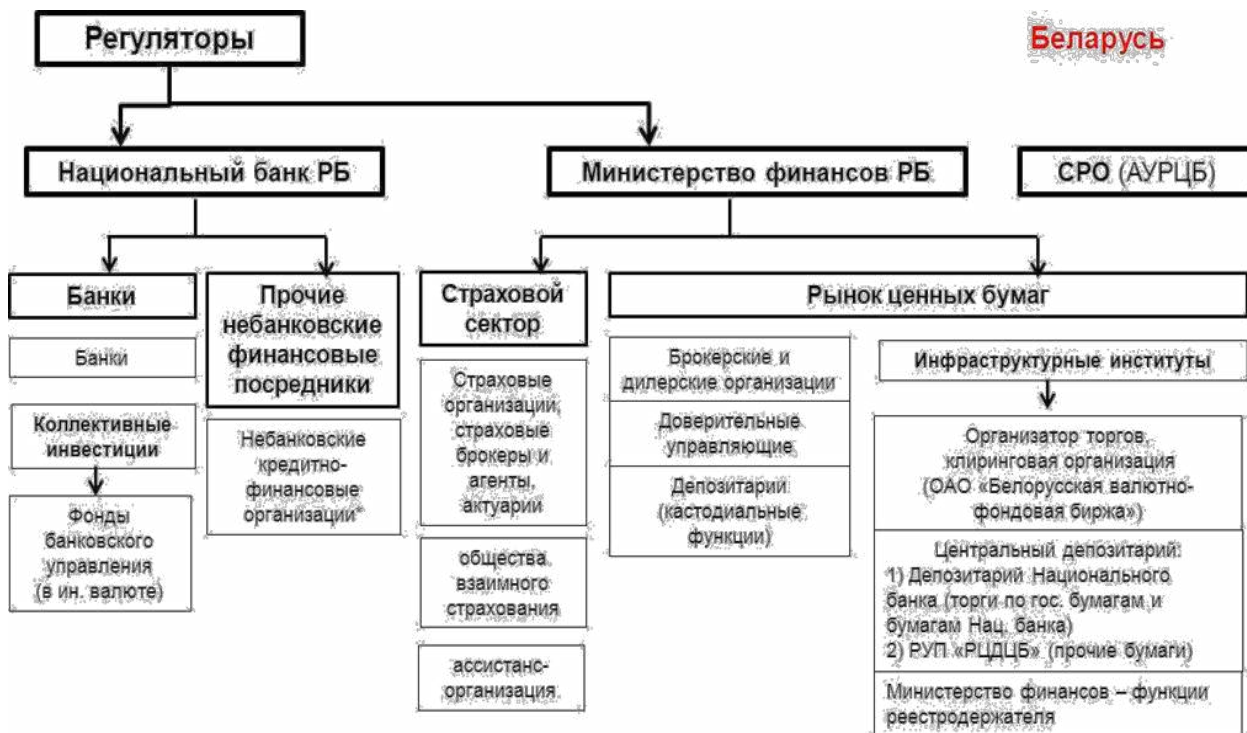 Регуляторы
Беларусь
Национальный банк РБ
Министерство финансов РБ
СРО (АУРЦБ)
Банки
Прочие
небанковские
финансовые
посредники
Страховой
сектор
Рынок ценных бумаг
Банки
Коллективные
инвестиции
Фонды
банковского
управления
(в ин. валюте)
Небанковские
кредитно-
финансовые
организации*
Страховые
организации,
страховые
брокеры и
агенты,
актуарии
общества
взаимного
страхования
ассистанс-
организация.
Брокерские и
дилерские организации
Доверительные
управляющие
Депозитарии
(кастодиальные
функции)
Инфраструктурные институты
Организатор торгов,
клиринговая организация
(ОАО «Белорусская валютно-
фондовая биржа»)
Центральный депозитарий:
1) Депозитарий Национального
банка (торги по гос. бумагам и
бумагам Нац. банка)
2) РУП «РЦДЦБ» (прочие бумаги)
Министерство финансов – функции
реестродержателя